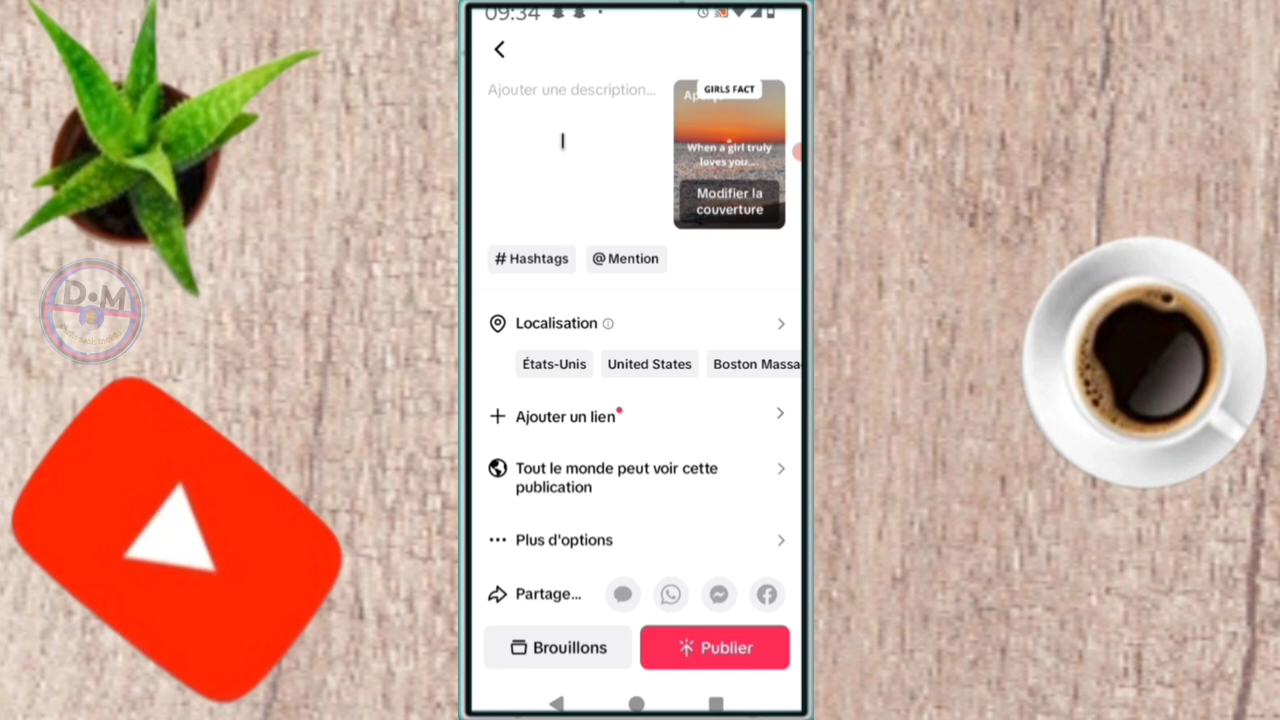 09:34
Ajouter une description...
GIRLS FACT
When a girl truly
loves you...
Modifier la
couverture
# Hashtags
@ Mention
Localisation
États-Unis
United States
Boston Massa
Ajouter un lien
Tout le monde peut voir cette
publication
Plus d'options
Partage...
Brouillons
Publier
D•M